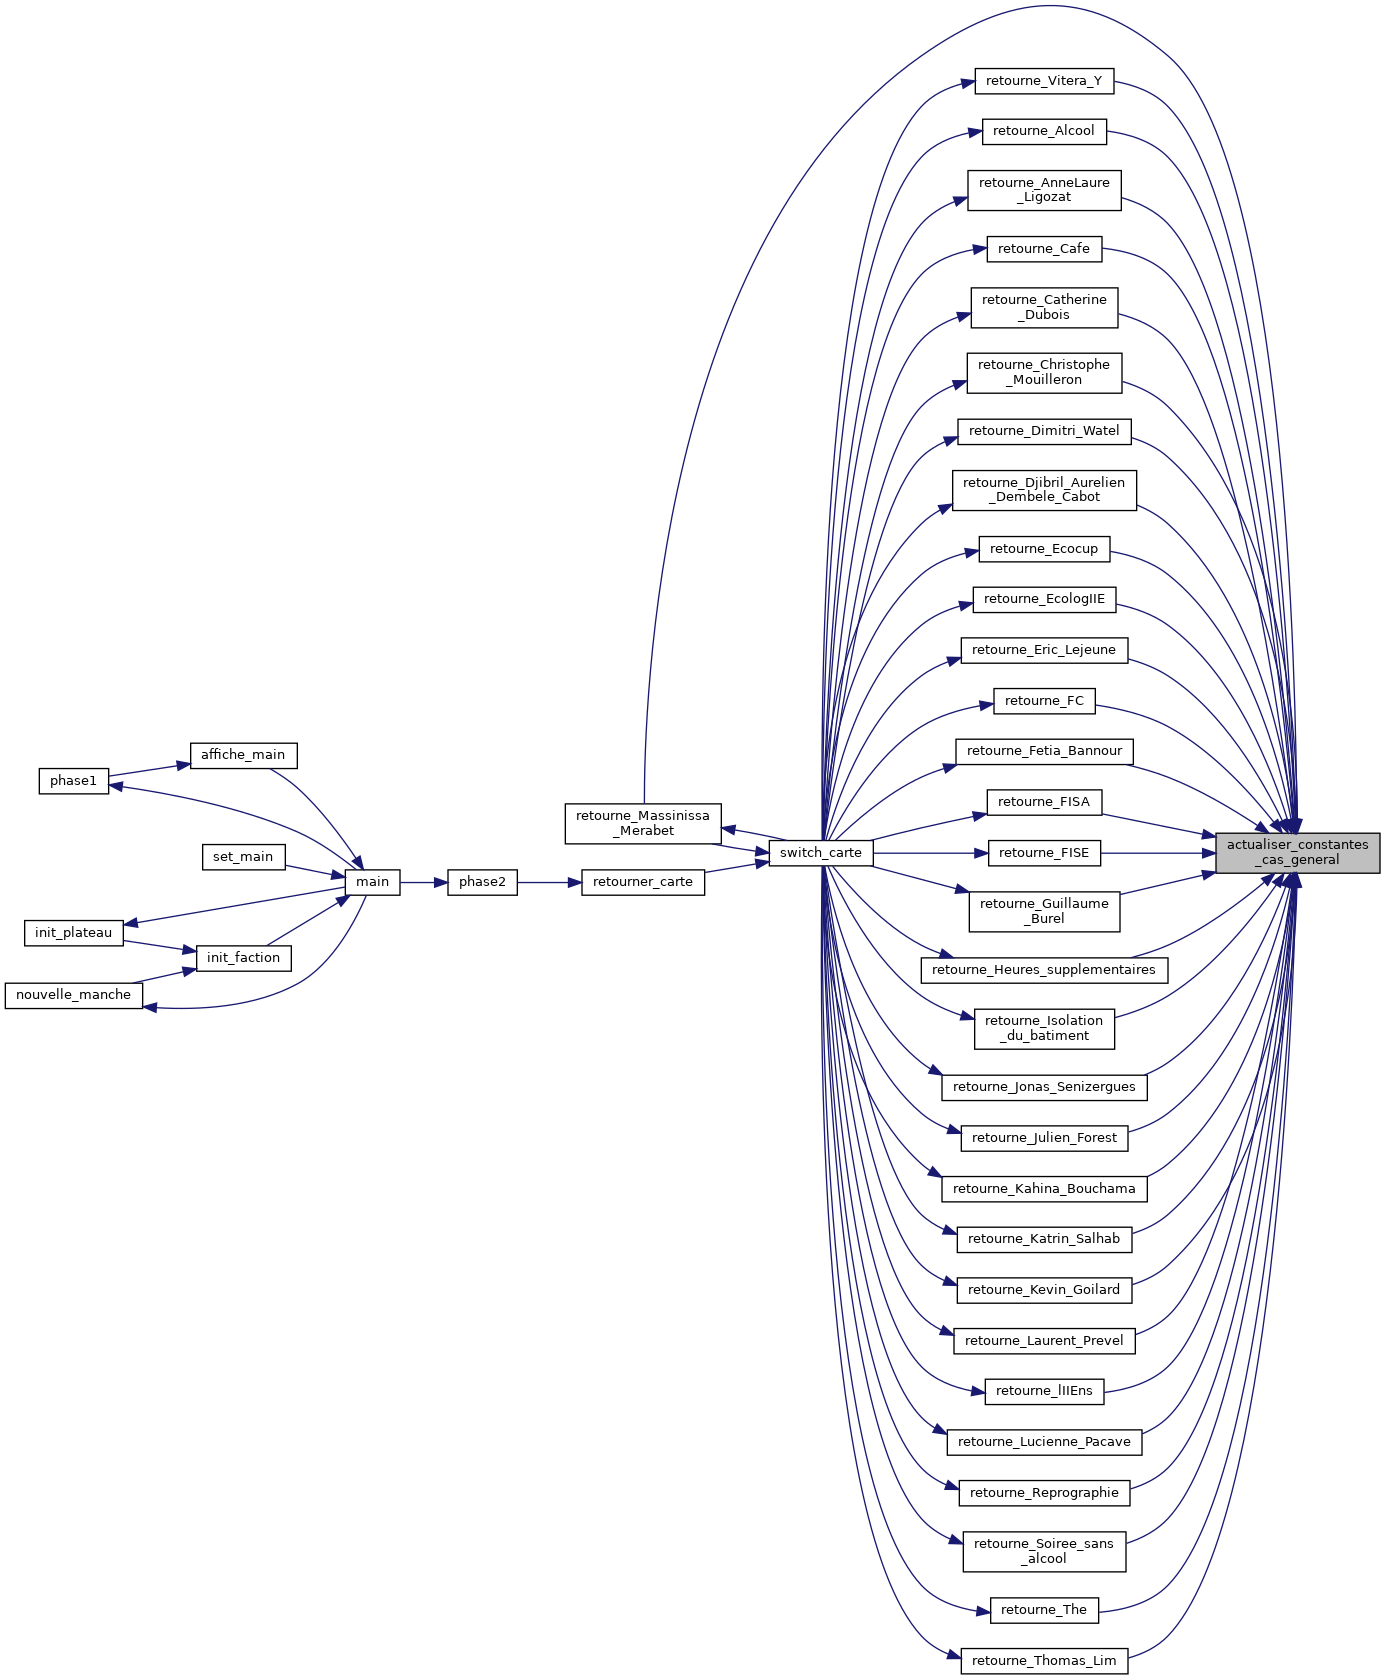 retourne_Vitera_Y
retourne_Alcool
retourne_AnneLaure
_Ligozat
retourne_Cafe
retourne_Catherine
_Dubois
retourne_Christophe
_Mouilleron
retourne_Dimitri_Watel
retourne_Djibril_Aurelien
_Dembele_Cabot
retourne_Ecocup
retourne_EcologIIE
retourne_Eric_Lejeune
retourne_FC
retourne_Fetia_Bannour
retourne_FISA
retourne_FISE
retourne_Guillaume
_Burel
retourne_Heures_supplementaires
retourne_Isolation
_du_batiment
retourne_Jonas_Senizergues
retourne_Julien_Forest
retourne_Kahina_Bouchama
retourne_Katrin_Salhab
retourne_Kevin_Goilard
retourne_Laurent_Prevel
retourne_lIIEns
retourne_Lucienne_Pacave
retourne_Reprographie
retourne_Soiree_sans
_alcool
retourne_The
retourne_Thomas_Lim
actualiser_constantes
_cas_general
retourne_Massinissa
_Merabet
switch_carte
retourner_carte
phase2
main
affiche_main
phase1
set_main
init_plateau
init_faction
nouvelle_manche